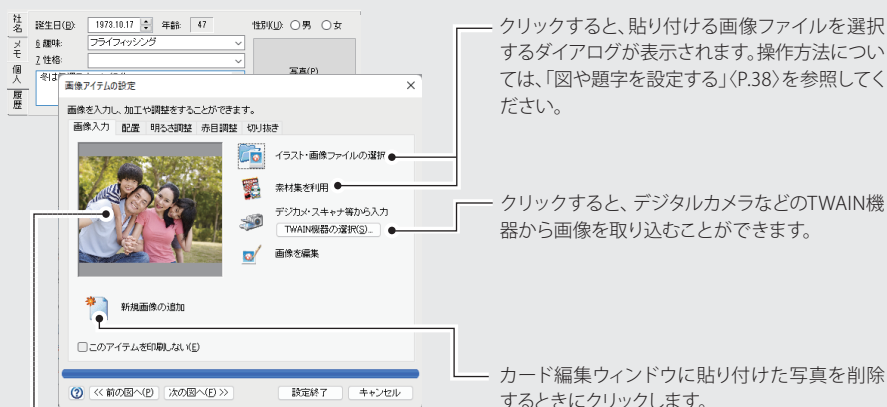 社名
メモ
個人
履歴
誕生日(B): 1973.10.17 年齢: 47 性別(U): 男 女
6 趣味: フライフィッシング
7 性格:
写真(P)
冬は
画像アイテムの設定
画像を入力し、加工や調整をすることができます。
画像入力 配置 明るさ調整 赤目調整 切り抜き
イラスト・画像ファイルの選択
素材集を利用
デジカメ・スキャナ等から入力
TWAIN機器の選択(S)...
画像を編集
新規画像の追加
このアイテムを印刷しない(E)
<< 前の図へ(P) 次の図へ(F) >> 設定終了 キャンセル
クリックすると、貼り付ける画像ファイルを選択
するダイアログが表示されます。操作方法につい
ては、「図や題字を設定する」〈P.38〉を参照してく
ださい。
クリックすると、デジタルカメラなどのTWAIN機
器から画像を取り込むことができます。
カード編集ウィンドウに貼り付けた写真を削除
するときにクリックします。